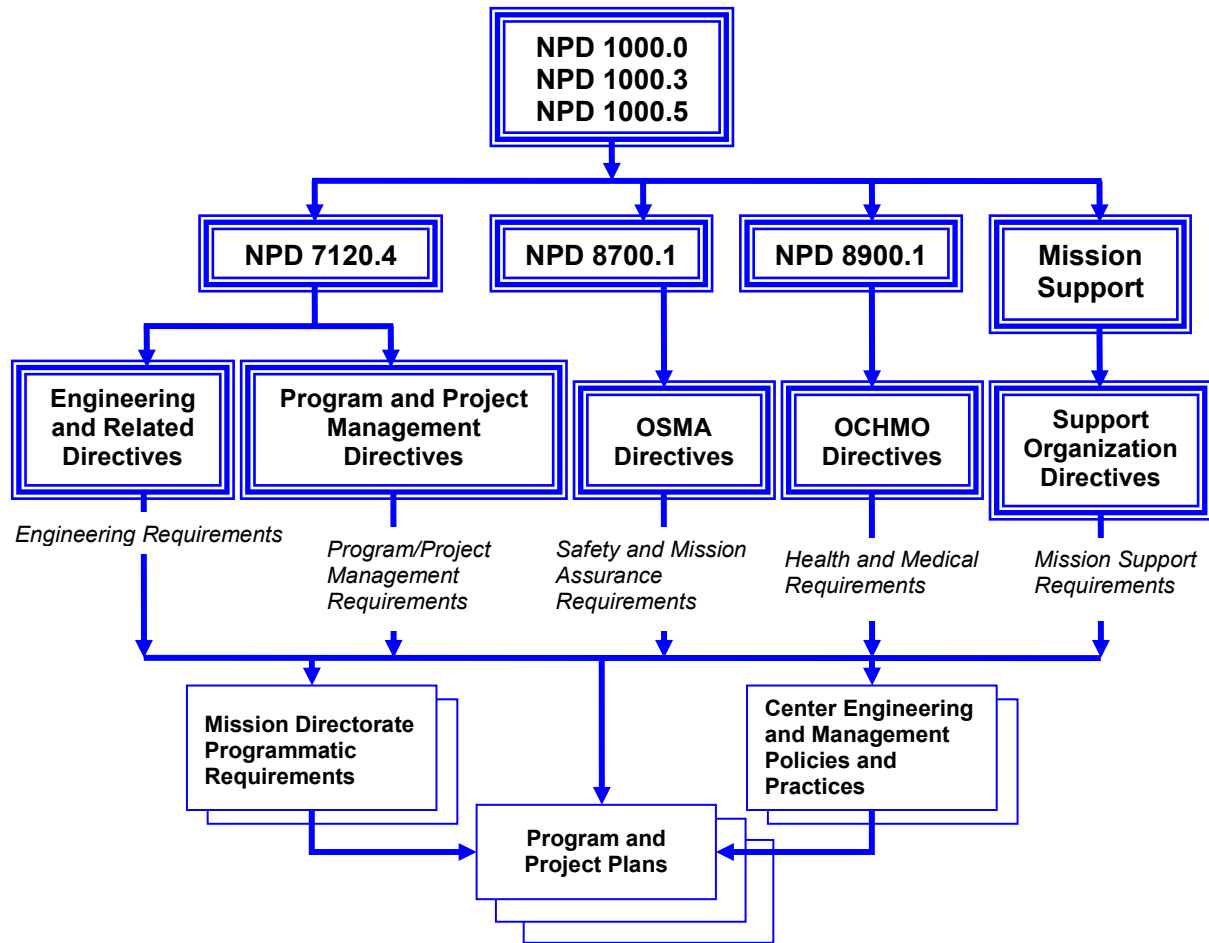 NPD 1000.0
NPD 1000.3
NPD 1000.5
NPD 7120.4
NPD 8700.1
NPD 8900.1
Mission
Support
Engineering
and Related
Directives
Program and Project
Management
Directives
OSMA
Directives
OCHMO
Directives
Support
Organization
Directives
Engineering Requirements
Program/Project
Management
Requirements
Safety and Mission
Assurance
Requirements
Health and Medical
Requirements
Mission Support
Requirements
Mission Directorate
Programmatic
Requirements
Center Engineering
and Management
Policies and
Practices
Program and
Project Plans